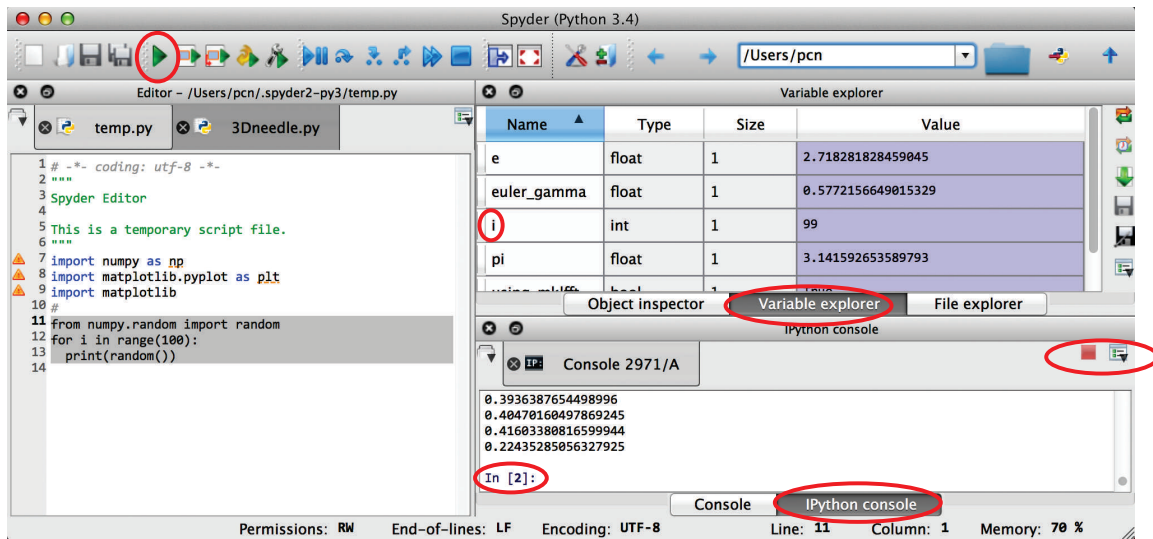 Spyder (Python 3.4)
/Users/pcn
Editor – /Users/pcn/.spyder2-py3/temp.py
temp.py
3Dneedle.py
1 # -*- coding: utf-8 -*-
2 """
3 Spyder Editor
4
5 This is a temporary script file.
6 """
7 import numpy as np
8 import matplotlib.pyplot as plt
9 import matplotlib
10 #
11 from numpy.random import random
12 for i in range(100):
13   print(random())
14
Variable explorer
Name Type Size Value
e float 1 2.718281828459045
euler_gamma float 1 0.5772156649015329
i int 1 99
pi float 1 3.141592653589793
using_mklfft bool 1 True
Object inspector Variable explorer File explorer
IPython console
IP: Console 2971/A
0.3936387654498996
0.40470160497869245
0.41603380816599944
0.22435285056327925
In [2]:
Console IPython console
Permissions: RW End-of-lines: LF Encoding: UTF-8 Line: 11 Column: 1 Memory: 70 %